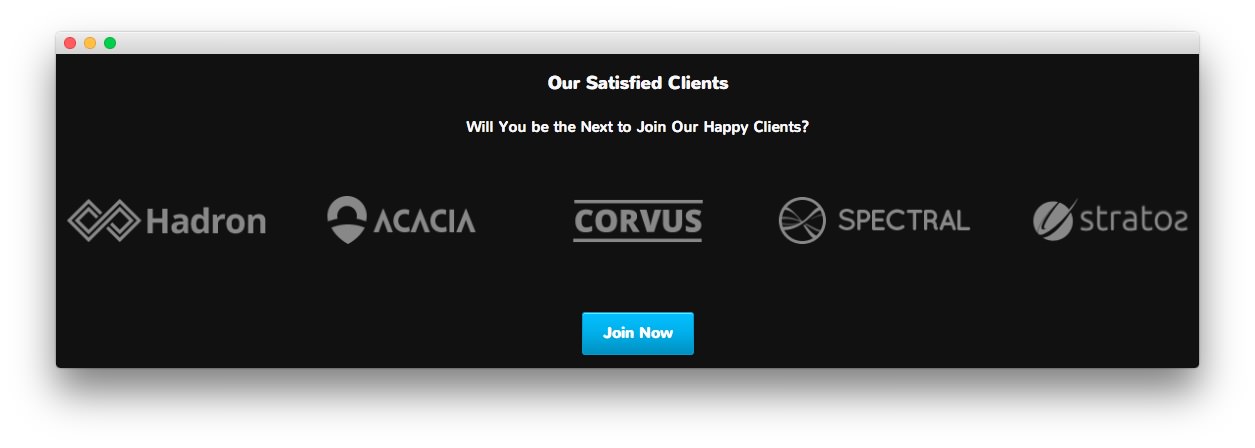 Our Satisfied Clients
Will You be the Next to Join Our Happy Clients?
Hadron
ACACIA
CORVUS
SPECTRAL
stratos
Join Now